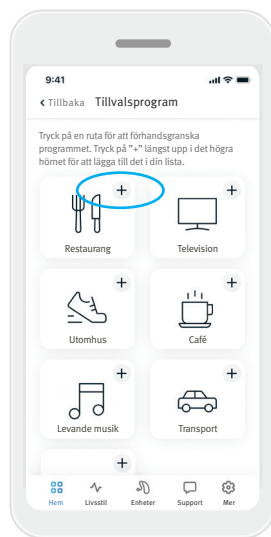 9:41
Tillbaka Tillvalsprogram
Tryck på en ruta för att förhandsgranska
programmet. Tryck på "+" längst upp i det högra
hörnet för att lägga till det i din lista.
+ +
Restaurang Television
+ +
Utomhus Café
+ +
Levande musik Transport
+
Hem Livsstil Enheter Support Mer